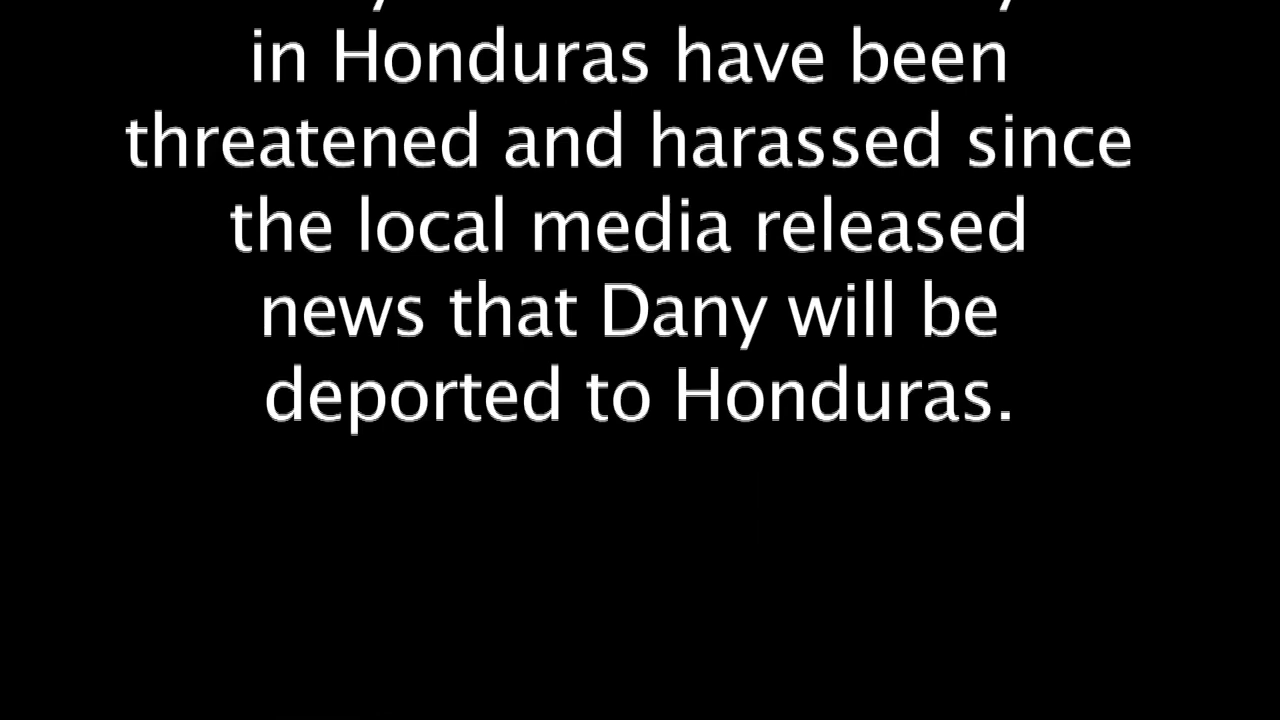 in Honduras have been
threatened and harassed since
the local media released
news that Dany will be
deported to Honduras.